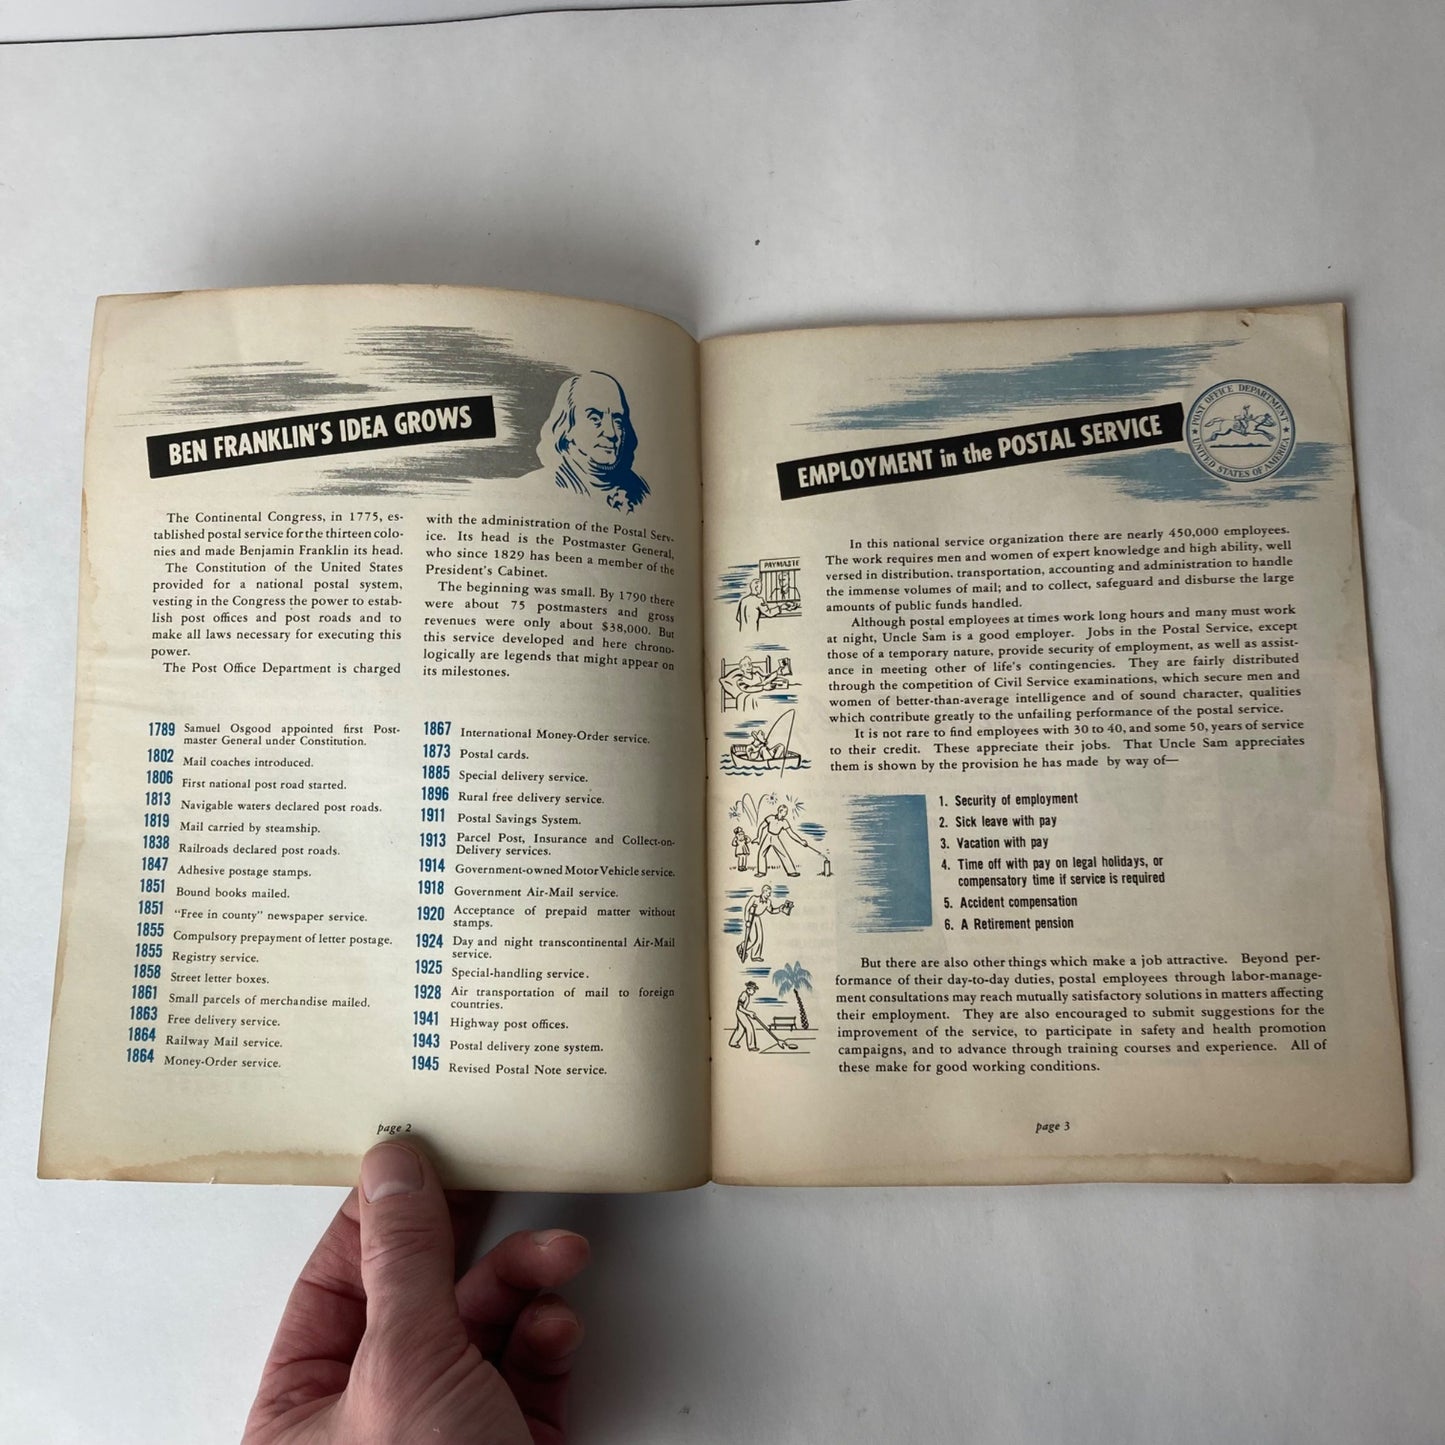 BEN FRANKLIN'S IDEA GROWS
The Continental Congress, in 1775, es-
tablished postal service for the thirteen colo-
nies and made Benjamin Franklin its head.
The Constitution of the United States
provided for a national postal system,
vesting in the Congress the power to estab-
lish post offices and post roads and to
make all laws necessary for executing this
power.
The Post Office Department is charged
with the administration of the Postal Serv-
ice. Its head is the Postmaster General,
who since 1829 has been a member of the
President's Cabinet.
The beginning was small. By 1790 there
were about 75 postmasters and gross
revenues were only about $38,000. But
this service developed and here chrono-
logically are legends that might appear on
its milestones.
1789 Samuel Osgood appointed first Post-
master General under Constitution.
1802 Mail coaches introduced.
1806 First national post road started.
1813 Navigable waters declared post roads.
1819 Mail carried by steamship.
1838 Railroads declared post roads.
1847 Adhesive postage stamps.
1851 Bound books mailed.
1851 "Free in county" newspaper service.
1855 Compulsory prepayment of letter postage.
1855 Registry service.
1858 Street letter boxes.
1861 Small parcels of merchandise mailed.
1863 Free delivery service.
1864 Railway Mail service.
1864 Money-Order service.
1867 International Money-Order service.
1873 Postal cards.
1885 Special delivery service.
1896 Rural free delivery service.
1911 Postal Savings System.
1913 Parcel Post, Insurance and Collect-on-
Delivery services.
1914 Government-owned Motor Vehicle service.
1918 Government Air-Mail service.
1920 Acceptance of prepaid matter without
stamps.
1924 Day and night transcontinental Air-Mail
service.
1925 Special-handling service.
1928 Air transportation of mail to foreign
countries.
1941 Highway post offices.
1943 Postal delivery zone system.
1945 Revised Postal Note service.
page 2
EMPLOYMENT in the POSTAL SERVICE
POST OFFICE DEPARTMENT
UNITED STATES OF AMERICA
PAYMASTE
In this national service organization there are nearly 450,000 employees.
The work requires men and women of expert knowledge and high ability, well
versed in distribution, transportation, accounting and administration to handle
the immense volumes of mail; and to collect, safeguard and disburse the large
amounts of public funds handled.
Although postal employees at times work long hours and many must work
at night, Uncle Sam is a good employer. Jobs in the Postal Service, except
those of a temporary nature, provide security of employment, as well as assist-
ance in meeting other of life's contingencies. They are fairly distributed
through the competition of Civil Service examinations, which secure men and
women of better-than-average intelligence and of sound character, qualities
which contribute greatly to the unfailing performance of the postal service.
It is not rare to find employees with 30 to 40, and some 50, years of service
to their credit. These appreciate their jobs. That Uncle Sam appreciates
them is shown by the provision he has made by way of—
1. Security of employment
2. Sick leave with pay
3. Vacation with pay
4. Time off with pay on legal holidays, or
compensatory time if service is required
5. Accident compensation
6. A Retirement pension
But there are also other things which make a job attractive. Beyond per-
formance of their day-to-day duties, postal employees through labor-manage-
ment consultations may reach mutually satisfactory solutions in matters affecting
their employment. They are also encouraged to submit suggestions for the
improvement of the service, to participate in safety and health promotion
campaigns, and to advance through training courses and experience. All of
these make for good working conditions.
page 3